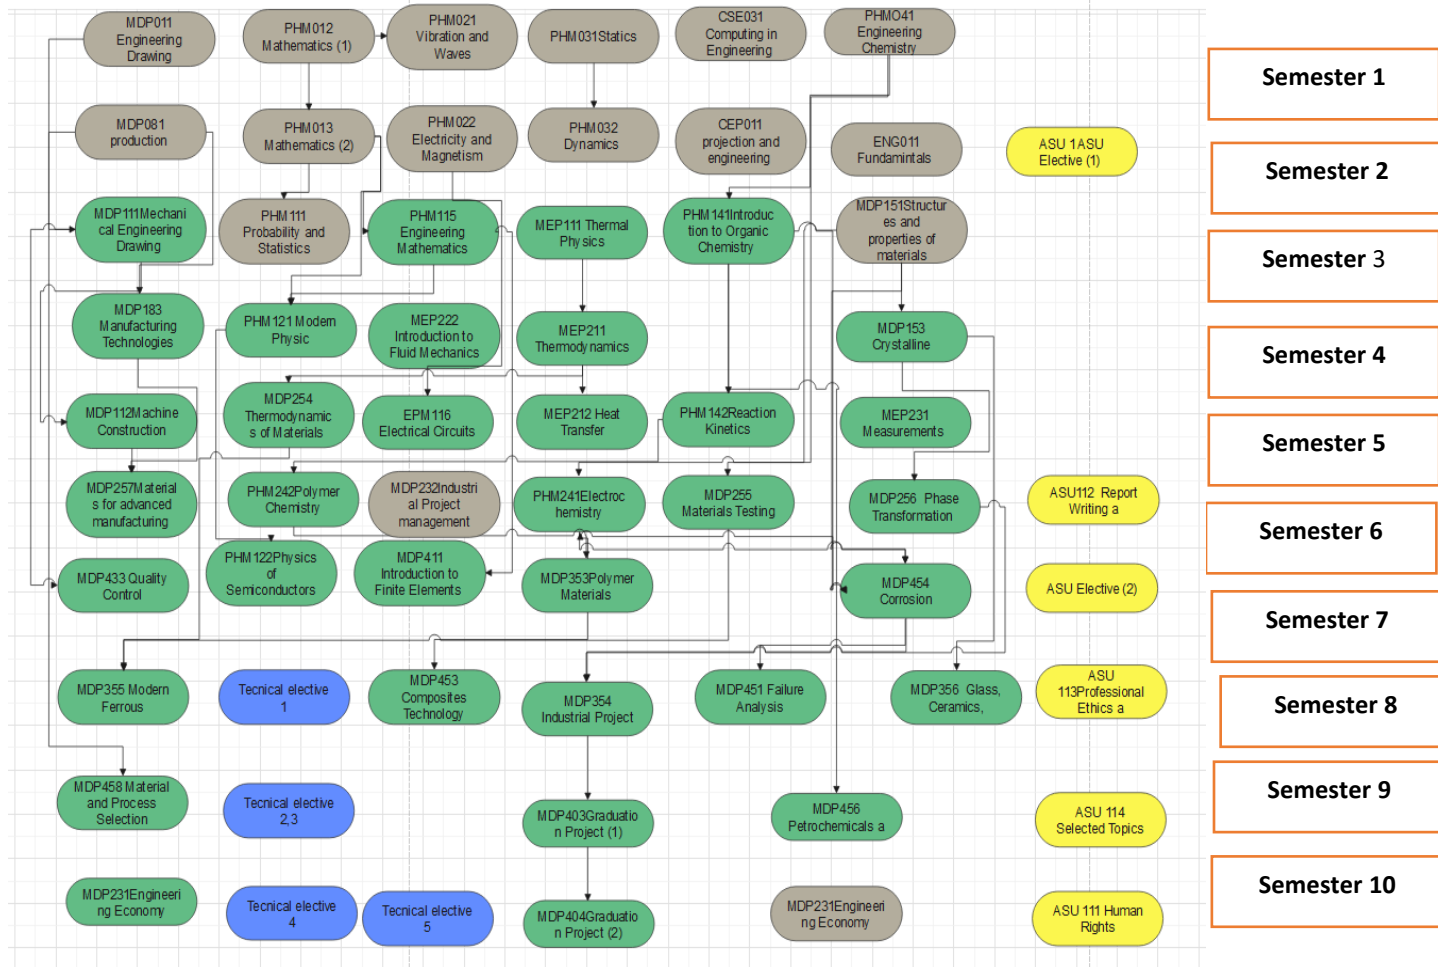 MDP011
Engineering
Drawing
PHM012
Mathematics (1)
PHM021
Vibration and
Waves
PHM031Statics
CSE031
Computing in
Engineering
PHMO41
Engineering
Chemistry
Semester 1
MDP081
production
PHM013
Mathematics (2)
PHM022
Electricity and
Magnetism
PHM032
Dynamics
CEP011
projection and
engineering
ENG011
Fundamintals
ASU 1ASU
Elective (1)
Semester 2
MDP111Mechani
cal Engineering
Drawing
PHM111
Probability and
Statistics
PHM115
Engineering
Mathematics
MEP111 Thermal
Physics
PHM141Introduc
tion to Organic
Chemistry
MDP151Structur
es and
properties of
materials
Semester 3
MDP183
Manufacturing
Technologies
PHM121 Modern
Physic
MEP222
Introduction to
Fluid Mechanics
MEP211
Thermodynamics
MDP153
Crystalline
Semester 4
MDP112Machine
Construction
MDP254
Thermodynamic
s of Materials
EPM116
Electrical Circuits
MEP212 Heat
Transfer
PHM142Reaction
Kinetics
MEP231
Measurements
Semester 5
MDP257Material
s for advanced
manufacturing
PHM242Polymer
Chemistry
MDP232Industri
al Project
management
PHM241Electroc
hemistry
MDP255
Materials Testing
MDP256 Phase
Transformation
ASU112 Report
Writing a
Semester 6
MDP433 Quality
Control
PHM122Physics
of
Semiconductors
MDP411
Introduction to
Finite Elements
MDP353Polymer
Materials
MDP454
Corrosion
ASU Elective (2)
Semester 7
MDP355 Modern
Ferrous
Tecnical elective
1
MDP453
Composites
Technology
MDP354
Industrial Project
MDP451 Failure
Analysis
MDP356 Glass,
Ceramics,
ASU
113Professional
Ethics a
Semester 8
MDP458 Material
and Process
Selection
Tecnical elective
2,3
MDP403Graduatio
n Project (1)
MDP456
Petrochemicals a
ASU 114
Selected Topics
Semester 9
MDP231Engineeri
ng Economy
Tecnical elective
4
Tecnical elective
5
MDP404Graduatio
n Project (2)
MDP231Engineeri
ng Economy
ASU 111 Human
Rights
Semester 10